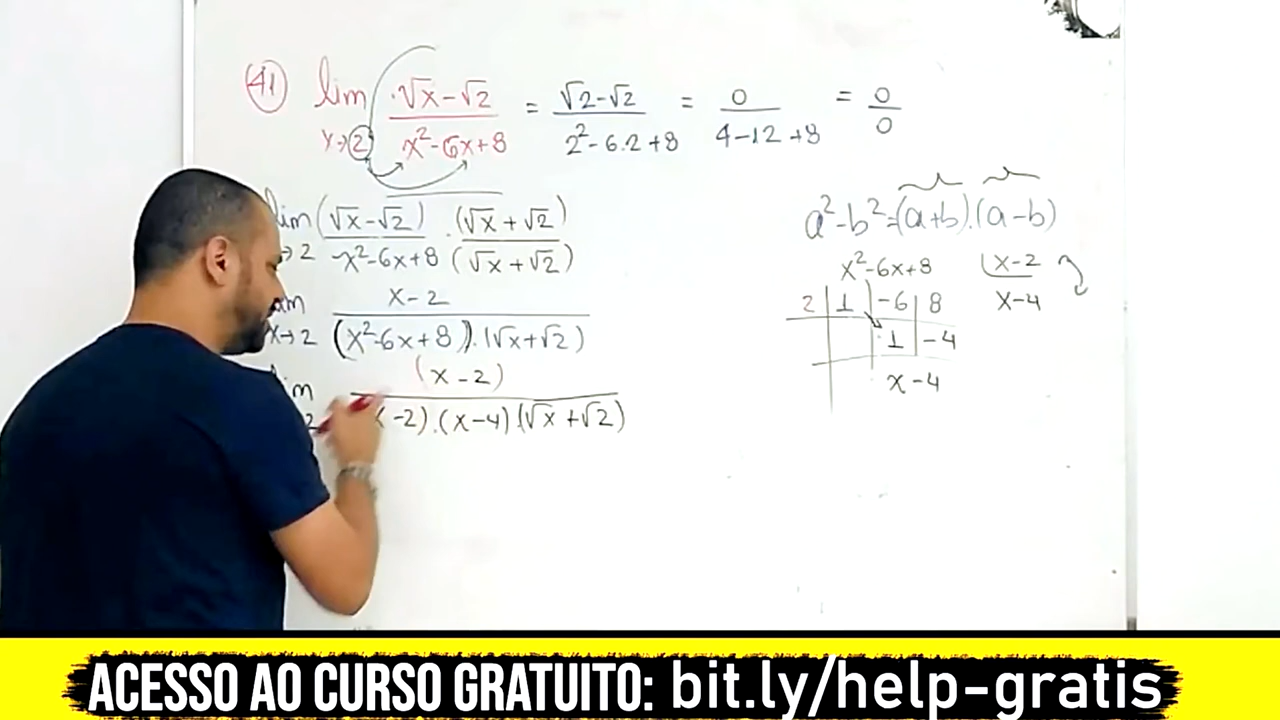 41 lim x→2 √x-√2 / x²-6x+8 = √2-√2 / 2²-6.2+8 = 0 / 4-12+8 = 0/0
lim x→2 (√x-√2) / x²-6x+8 . (√x+√2) / (√x+√2)
x→2 x-2 / (x²-6x+8).(√x+√2)
(x-2) / -2).(x-4)(√x+√2)
a²-b²=(a+b).(a-b)
x²-6x+8 x-2
x-4
2 1 -6 8
1 -4
x-4
ACESSO AO CURSO GRATUITO: bit.ly/help-gratis